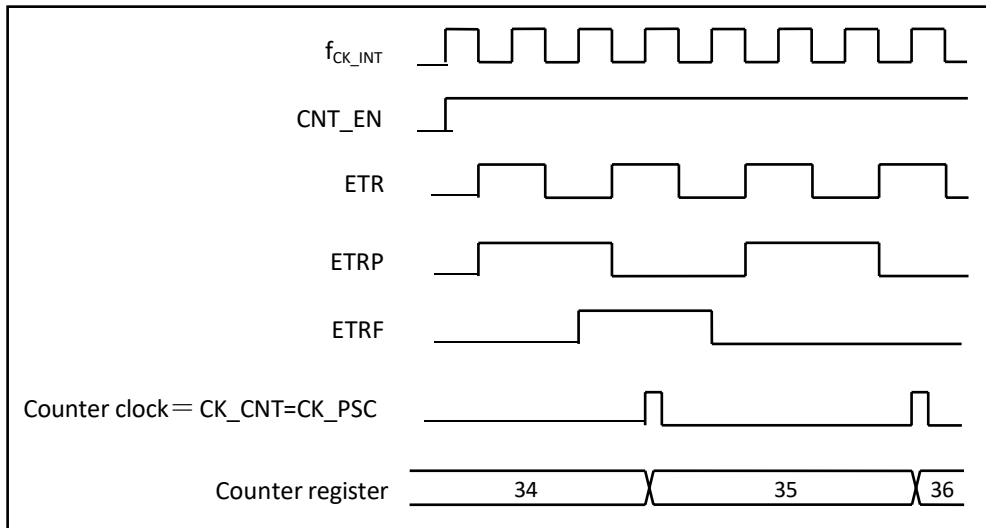 fCK_INT
CNT_EN
ETR
ETRP
ETRF
Counter clock＝ CK_CNT=CK_PSC
Counter register 34 35 36